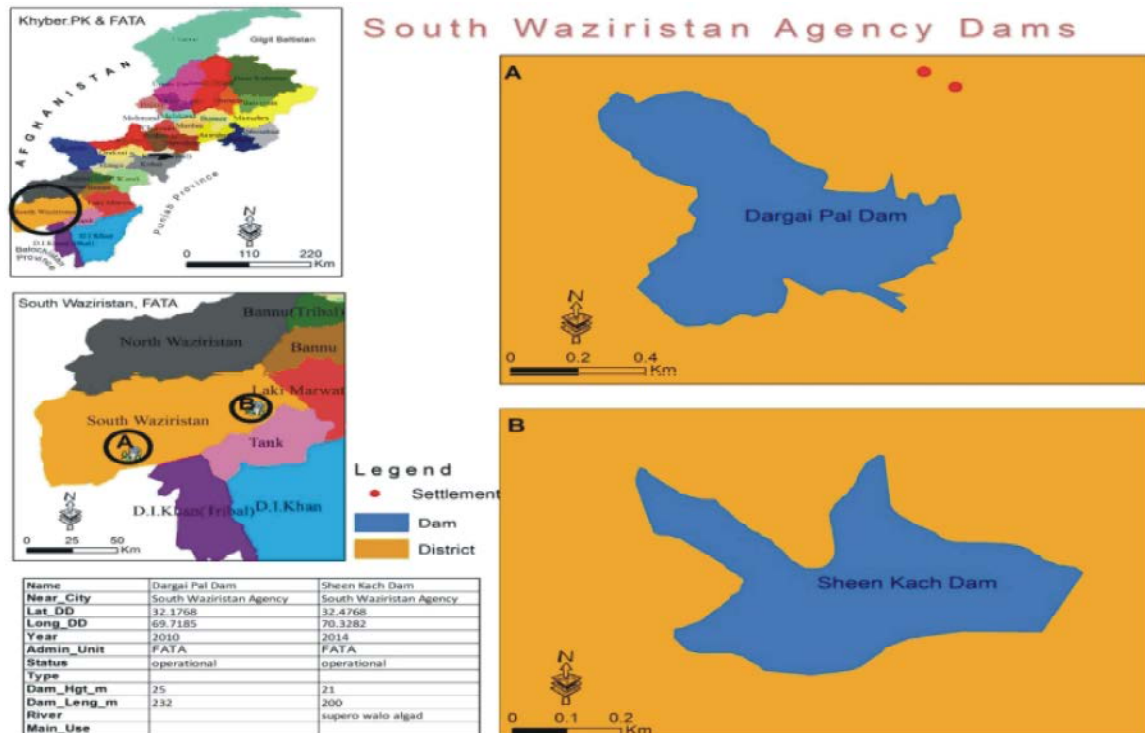 South Waziristan Agency Dams
Khyber.PK & FATA
Gilgit Baltistan
AFGHANISTAN
Mohmand
Mansehra
Kohat
South Waziristan
Tank
D.I.Khan
Punjab Province
Balochistan Province
N
0 110 220
Km
South Waziristan, FATA
Bannu(Tribal)
North Waziristan
Bannu
Laki Marwat
B
South Waziristan
A
Tank
D.I.Khan(Tribal)
D.I.Khan
N
0 25 50
Km
Legend
Settlement
Dam
District
A
Dargai Pal Dam
N
0 0.2 0.4
Km
B
Sheen Kach Dam
N
0 0.1 0.2
Km
Name Dargai Pal Dam Sheen Kach Dam
Near_City South Waziristan Agency South Waziristan Agency
Lat_DD 32.1768 32.4768
Long_DD 69.7185 70.3282
Year 2010 2014
Admin_Unit FATA FATA
Status operational operational
Type
Dam_Hgt_m 25 21
Dam_Leng_m 232 200
River supero walo algad
Main_Use